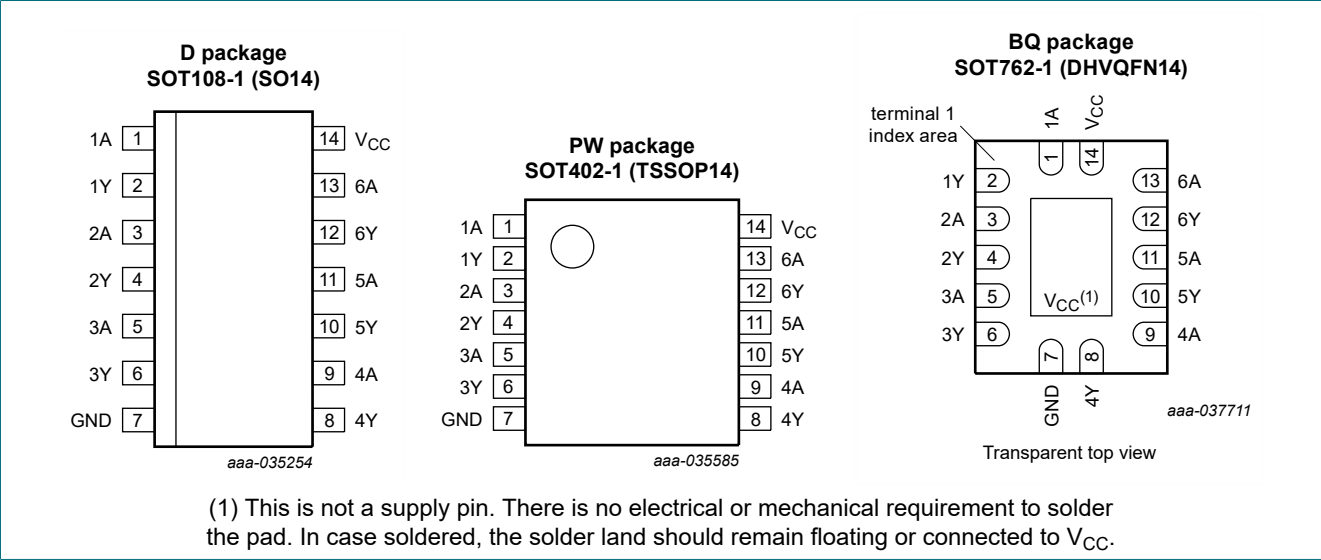 D package
SOT108-1 (SO14)
1A 1 14 VCC
1Y 2 13 6A
2A 3 12 6Y
2Y 4 11 5A
3A 5 10 5Y
3Y 6 9 4A
GND 7 8 4Y
aaa-035254
PW package
SOT402-1 (TSSOP14)
1A 1 14 VCC
1Y 2 13 6A
2A 3 12 6Y
2Y 4 11 5A
3A 5 10 5Y
3Y 6 9 4A
GND 7 8 4Y
aaa-035585
BQ package
SOT762-1 (DHVQFN14)
terminal 1
index area
1A VCC
1 14
1Y 2 13 6A
2A 3 12 6Y
2Y 4 11 5A
3A 5 VCC(1) 10 5Y
3Y 6 9 4A
7 8
GND 4Y
aaa-037711
Transparent top view
(1) This is not a supply pin. There is no electrical or mechanical requirement to solder
the pad. In case soldered, the solder land should remain floating or connected to VCC.